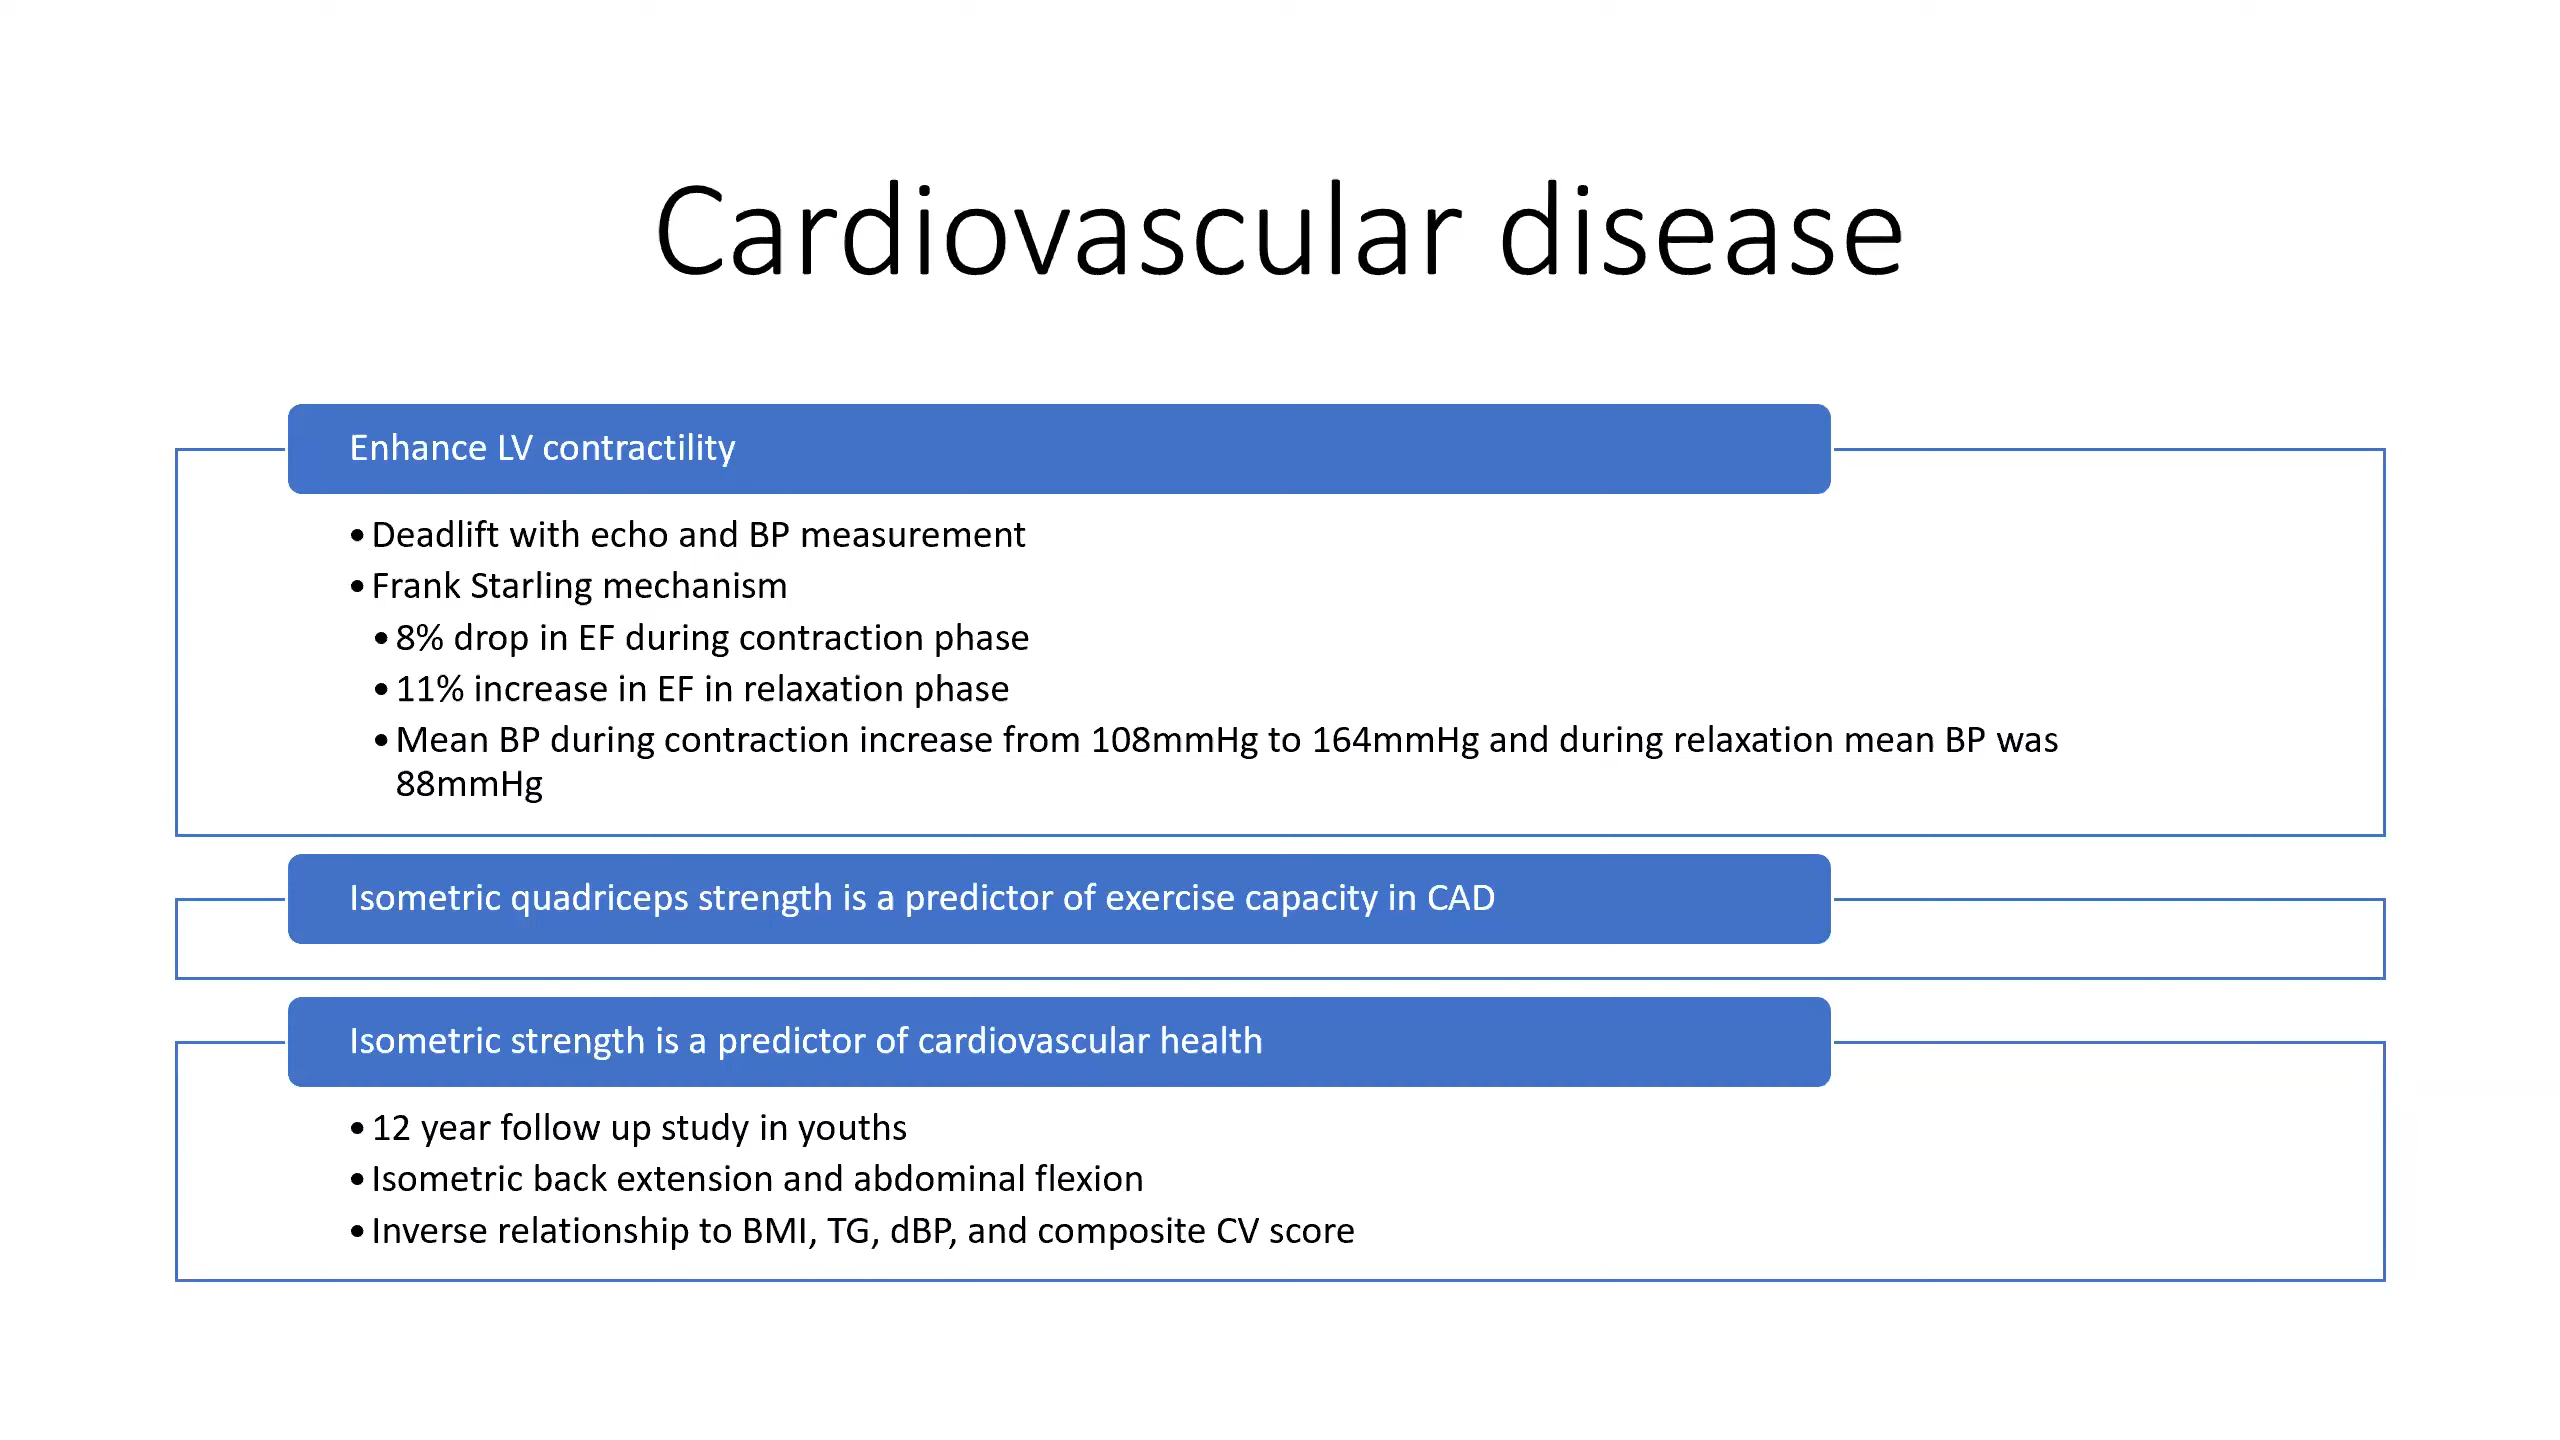 Cardiovascular disease
Enhance LV contractility
•Deadlift with echo and BP measurement
•Frank Starling mechanism
•8% drop in EF during contraction phase
•11% increase in EF in relaxation phase
•Mean BP during contraction increase from 108mmHg to 164mmHg and during relaxation mean BP was
88mmHg
Isometric quadriceps strength is a predictor of exercise capacity in CAD
Isometric strength is a predictor of cardiovascular health
•12 year follow up study in youths
•Isometric back extension and abdominal flexion
•Inverse relationship to BMI, TG, dBP, and composite CV score